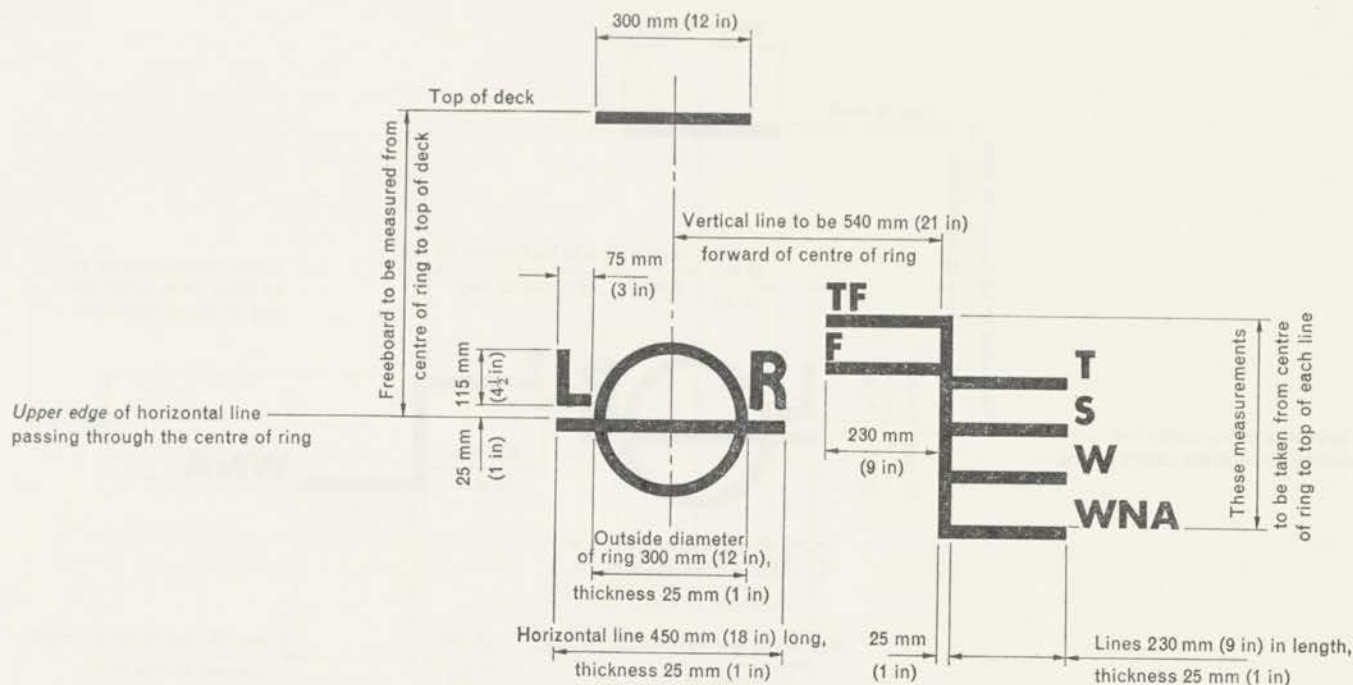 300 mm (12 in)
Top of deck
Freeboard to be measured from
centre of ring to top of deck
Vertical line to be 540 mm (21 in)
forward of centre of ring
75 mm
(3 in)
TF
F
L
R
115 mm
(4½ in)
T
S
W
WNA
Upper edge of horizontal line
passing through the centre of ring
25 mm
(1 in)
230 mm
(9 in)
These measurements
to be taken from centre
of ring to top of each line
Outside diameter
of ring 300 mm (12 in),
thickness 25 mm (1 in)
Horizontal line 450 mm (18 in) long,
thickness 25 mm (1 in)
25 mm
(1 in)
Lines 230 mm (9 in) in length,
thickness 25 mm (1 in)